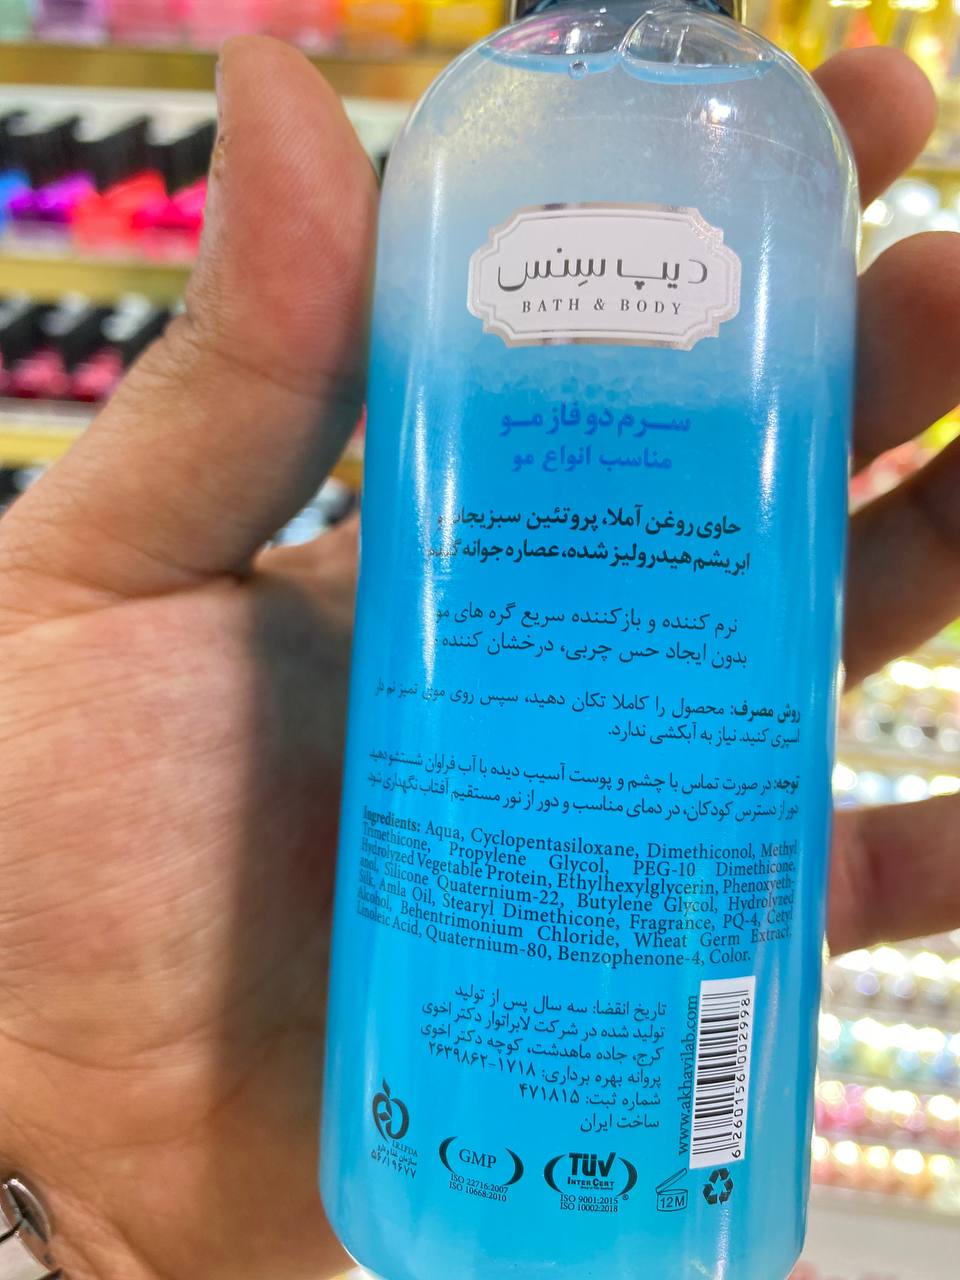 دیپ سِنس
BATH & BODY
سرم دو فاز مو
مناسب انواع مو
حاوی روغن آملا، پروتئین سبزیجات و
ابریشم هیدرولیز شده، عصاره جوانه گندم
نرم کننده و بازکننده سریع گره های مو
بدون ایجاد حس چربی، درخشان کننده
روش مصرف: محصول را کاملا تکان دهید، سپس روی موی تمیز نم دار
اسپری کنید. نیاز به آبکشی ندارد.
توجه: در صورت تماس با چشم و پوست آسیب دیده با آب فراوان شستشو دهید.
دور از دسترس کودکان، در دمای مناسب و دور از نور مستقیم آفتاب نگهداری شود.
Ingredients: Aqua, Cyclopentasiloxane, Dimethiconol, Methyl
Trimethicone, Propylene Glycol, PEG-10 Dimethicone,
Hydrolyzed Vegetable Protein, Ethylhexylglycerin, Phenoxyeth-
anol, Silicone Quaternium-22, Butylene Glycol, Hydrolyzed
Silk, Amla Oil, Stearyl Dimethicone, Fragrance, PQ-4, Cetyl
Alcohol, Behentrimonium Chloride, Wheat Germ Extract,
Linoleic Acid, Quaternium-80, Benzophenone-4, Color.
تاریخ انقضا: سه سال پس از تولید
تولید شده در شرکت لابراتوار دکتر اخوی
کرج، جاده ماهدشت، کوچه دکتر اخوی
پروانه بهره برداری: ۱۷۱۸-۲۶۳۹۸۶۲
شماره ثبت: ۴۷۱۸۱۵
ساخت ایران
www.akhavilab.com
6260156002998
I.R.I.FDA
سازمان غذا و دارو
۵۶/۱۹۶۷۷
GMP
ISO 22716:2007
ISO 10668:2010
TÜV
INTERCERT
ISO 9001:2015
ISO 10002:2018
12M